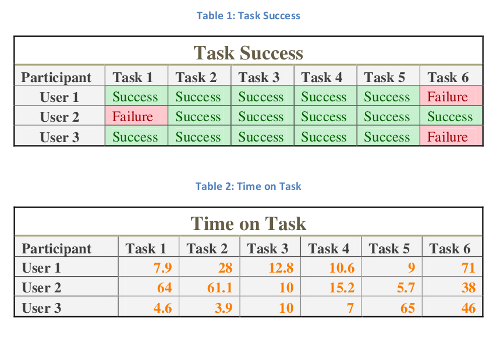 Table 1: Task Success
Task Success
Participant Task 1 Task 2 Task 3 Task 4 Task 5 Task 6
User 1 Success Success Success Success Success Failure
User 2 Failure Success Success Success Success Success
User 3 Success Success Success Success Success Failure
Table 2: Time on Task
Time on Task
Participant Task 1 Task 2 Task 3 Task 4 Task 5 Task 6
User 1 7.9 28 12.8 10.6 9 71
User 2 64 61.1 10 15.2 5.7 38
User 3 4.6 3.9 10 7 65 46